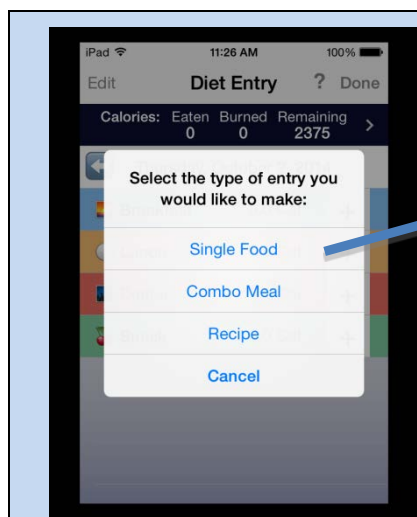 iPad 11:26 AM 100%
Edit Diet Entry ? Done
Calories: Eaten Burned Remaining >
0 0 2375
Select the type of entry you
would like to make:
Single Food
Combo Meal
Recipe
Cancel